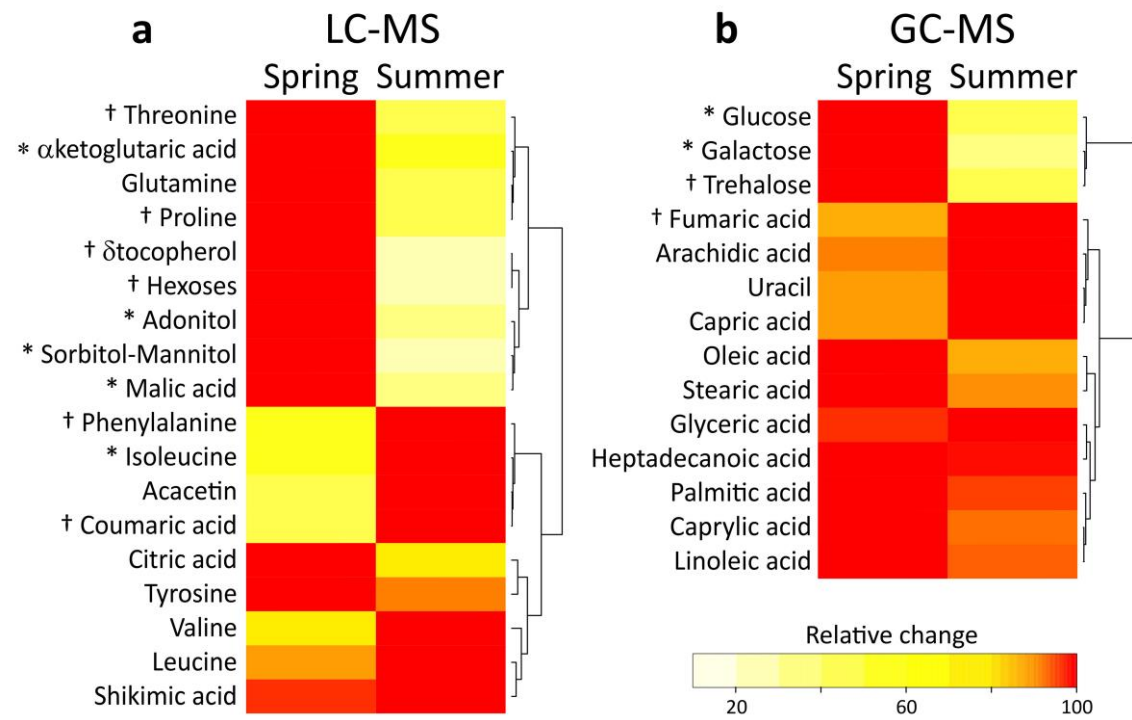 a LC-MS
Spring Summer
† Threonine
* αketoglutaric acid
Glutamine
† Proline
† δtocopherol
† Hexoses
* Adonitol
* Sorbitol-Mannitol
* Malic acid
† Phenylalanine
* Isoleucine
Acacetin
† Coumaric acid
Citric acid
Tyrosine
Valine
Leucine
Shikimic acid
b GC-MS
Spring Summer
* Glucose
* Galactose
† Trehalose
† Fumaric acid
Arachidic acid
Uracil
Capric acid
Oleic acid
Stearic acid
Glyceric acid
Heptadecanoic acid
Palmitic acid
Caprylic acid
Linoleic acid
Relative change
20 60 100